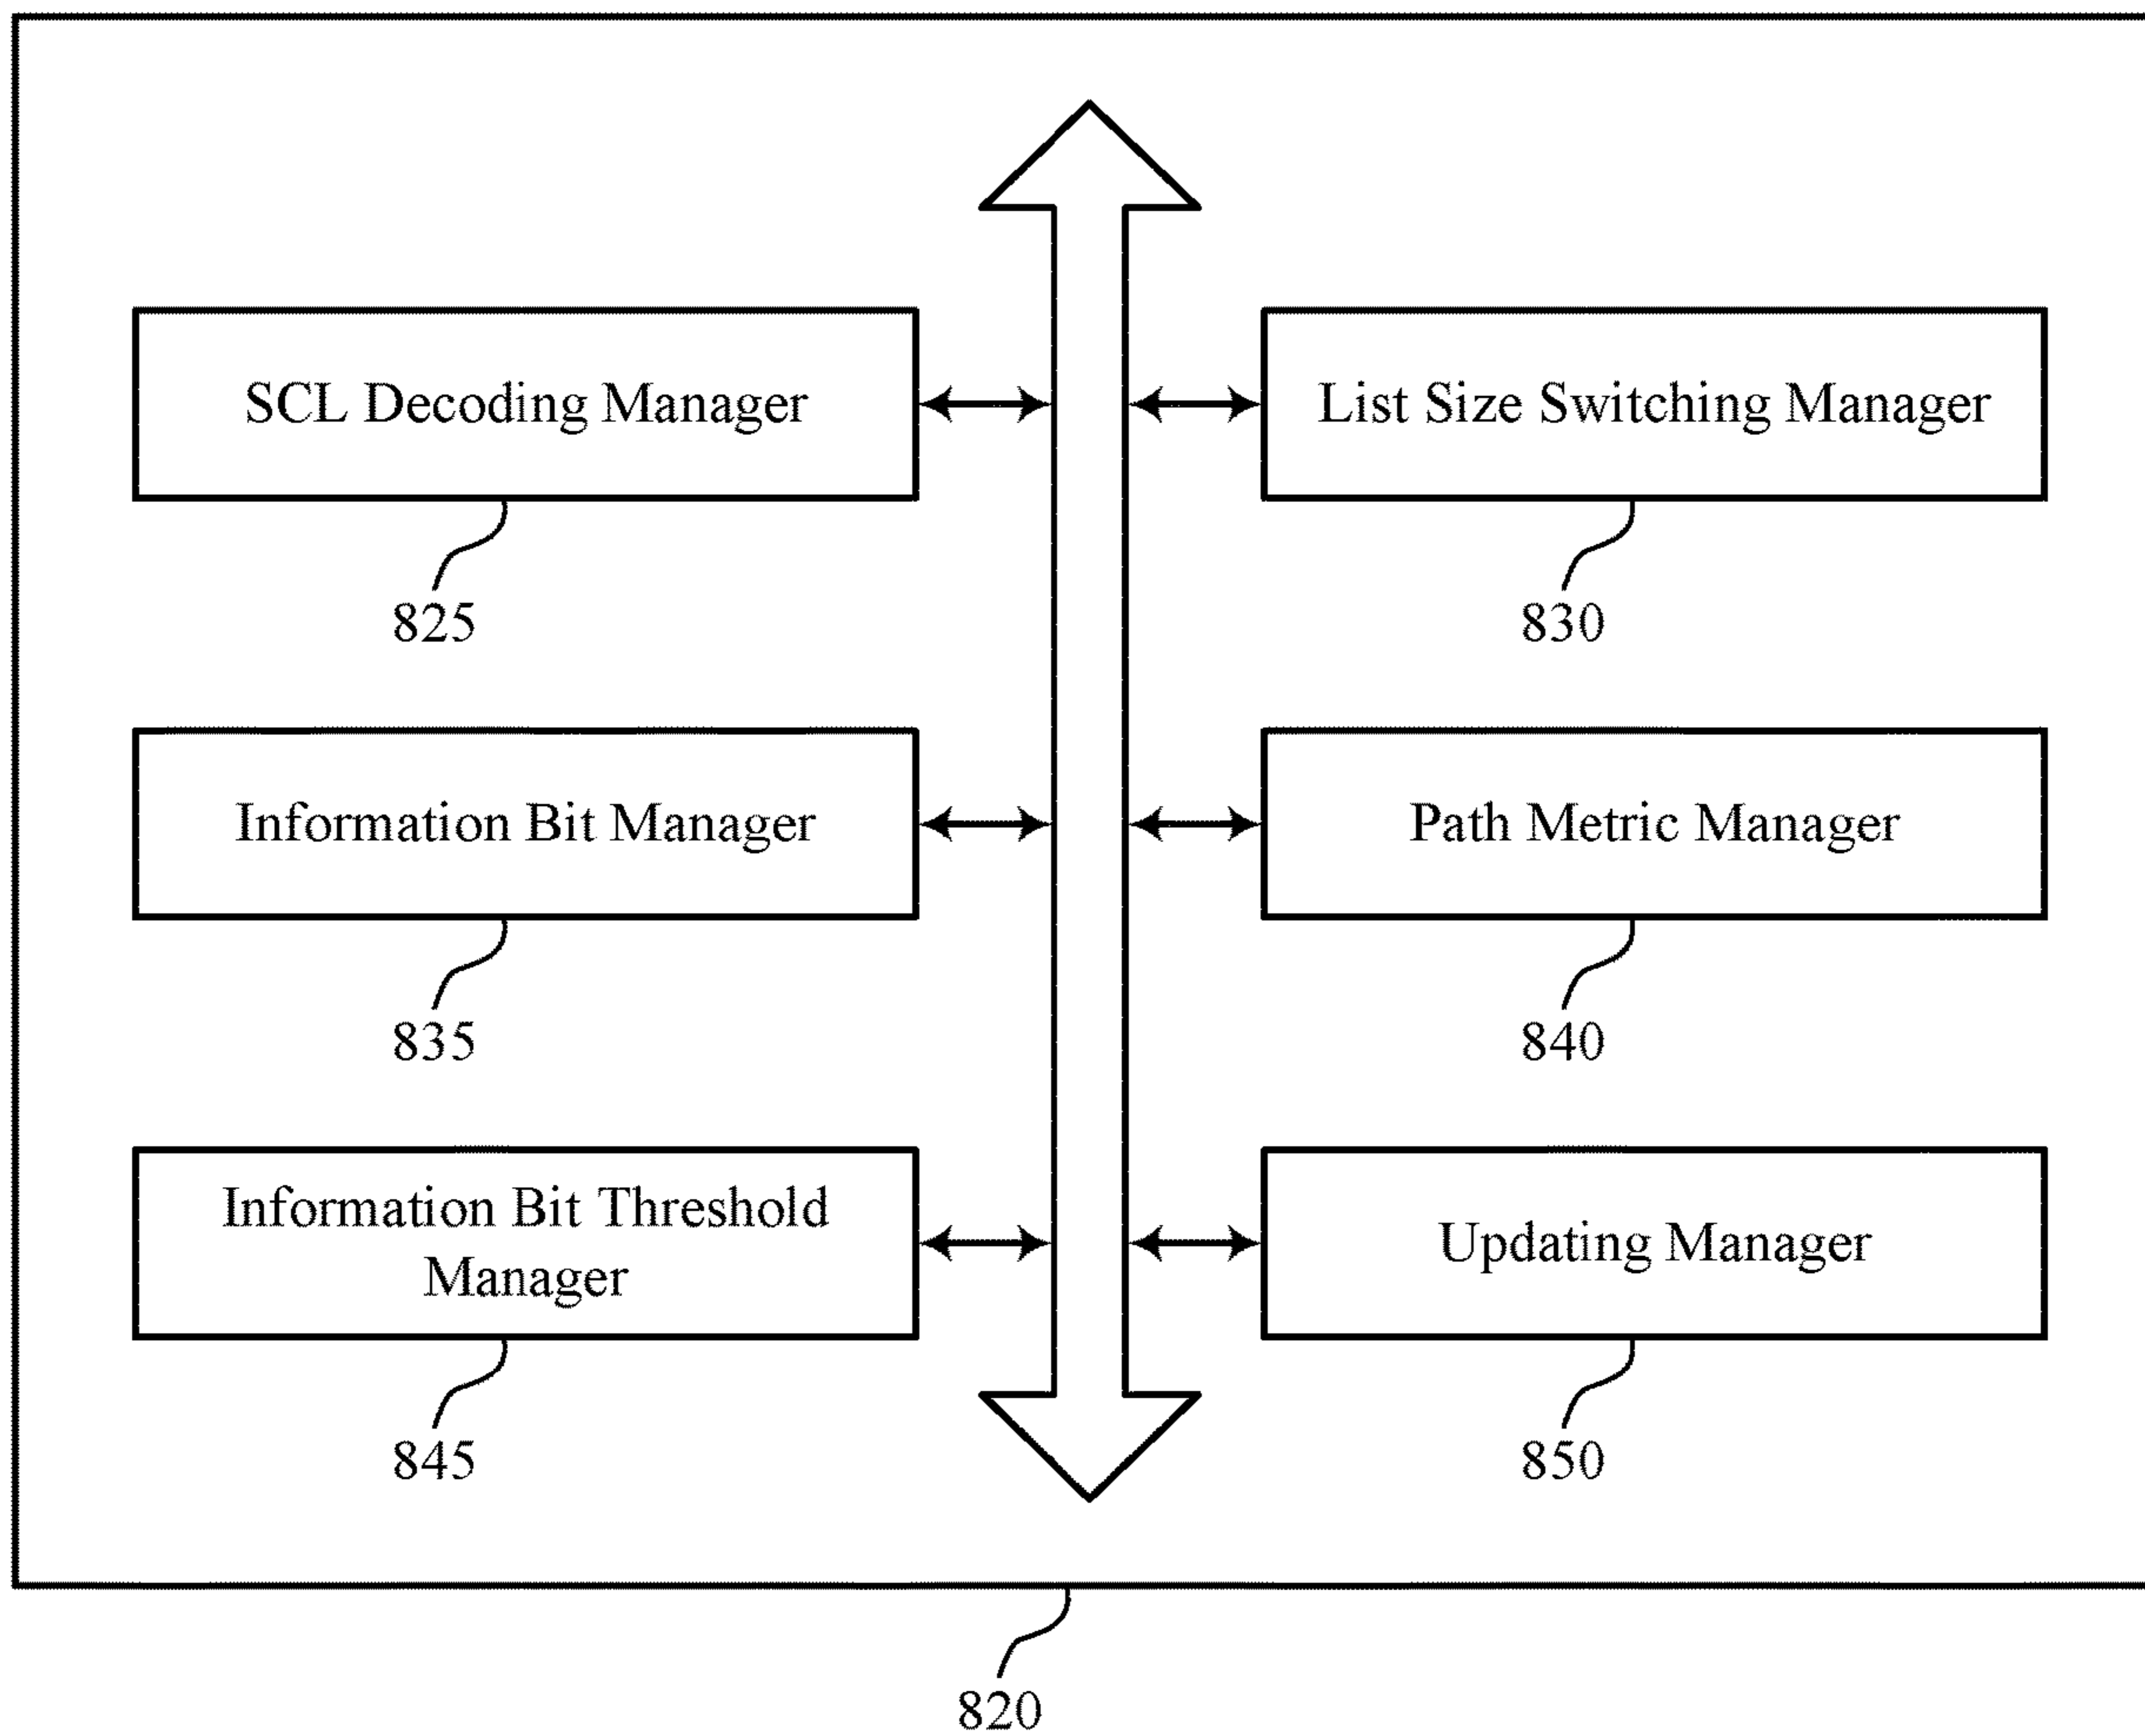 SCL Decoding Manager
List Size Switching Manager
825
830
Information Bit Manager
Path Metric Manager
835
840
Information Bit Threshold
Manager
Updating Manager
845
850
820